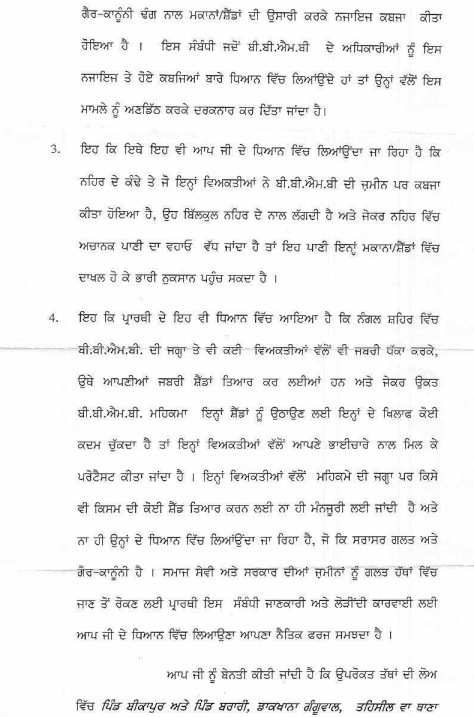 ਗੈਰ-ਕਾਨੂੰਨੀ ਢੰਗ ਨਾਲ ਮਕਾਨਾਂ/ਸ਼ੈੱਡਾਂ ਦੀ ਉਸਾਰੀ ਕਰਕੇ ਨਜਾਇਜ ਕਬਜਾ ਕੀਤਾ
ਹੋਇਆ ਹੈ । ਇਸ ਸੰਬੰਧੀ ਜਦੋਂ ਬੀ.ਬੀ.ਐਮ.ਬੀ ਦੇ ਅਧਿਕਾਰੀਆਂ ਨੂੰ ਇਸ
ਨਜਾਇਜ ਤੇ ਹੋਏ ਕਬਜਿਆਂ ਬਾਰੇ ਧਿਆਨ ਵਿੱਚ ਲਿਆਉਂਦੇ ਹਾਂ ਤਾਂ ਉਨ੍ਹਾਂ ਵੱਲੋਂ ਇਸ
ਮਾਮਲੇ ਨੂੰ ਅਣਡਿੱਠ ਕਰਕੇ ਦਰਕਨਾਰ ਕਰ ਦਿੱਤਾ ਜਾਂਦਾ ਹੈ।
3. ਇਹ ਕਿ ਇਥੇ ਇਹ ਵੀ ਆਪ ਜੀ ਦੇ ਧਿਆਨ ਵਿੱਚ ਲਿਆਂਉਂਦਾ ਜਾ ਰਿਹਾ ਹੈ ਕਿ
ਨਹਿਰ ਦੇ ਕੰਢੇ ਤੇ ਜੋ ਇਨ੍ਹਾਂ ਵਿਅਕਤੀਆਂ ਨੇ ਬੀ.ਬੀ.ਐਮ.ਬੀ ਦੀ ਜ਼ਮੀਨ ਪਰ ਕਬਜਾ
ਕੀਤਾ ਹੋਇਆ ਹੈ, ਉਹ ਬਿੱਲਕੁਲ ਨਹਿਰ ਦੇ ਨਾਲ ਲੱਗਦੀ ਹੈ ਅਤੇ ਜੇਕਰ ਨਹਿਰ ਵਿੱਚ
ਅਚਾਨਕ ਪਾਣੀ ਦਾ ਵਹਾਓ ਵੱਧ ਜਾਂਦਾ ਹੈ ਤਾਂ ਇਹ ਪਾਣੀ ਇਨ੍ਹਾਂ ਮਕਾਨਾ/ਸ਼ੈੱਡਾਂ ਵਿੱਚ
ਦਾਖਲ ਹੋ ਕੇ ਭਾਰੀ ਨੁਕਸਾਨ ਪਹੁੰਚ ਸਕਦਾ ਹੈ ।
4. ਇਹ ਕਿ ਪ੍ਰਾਰਥੀ ਦੇ ਇਹ ਵੀ ਧਿਆਨ ਵਿੱਚ ਆਇਆ ਹੈ ਕਿ ਨੰਗਲ ਸ਼ਹਿਰ ਵਿੱਚ
ਬੀ.ਬੀ.ਐਮ.ਬੀ. ਦੀ ਜਗ੍ਹਾ ਤੇ ਵੀ ਕਈ ਵਿਅਕਤੀਆਂ ਵੱਲੋਂ ਵੀ ਜਬਰੀ ਧੱਕਾ ਕਰਕੇ,
ਉਥੇ ਆਪਣੀਆਂ ਜਬਰੀ ਸ਼ੈੱਡਾਂ ਤਿਆਰ ਕਰ ਲਈਆਂ ਹਨ ਅਤੇ ਜੇਕਰ ਉਕਤ
ਬੀ.ਬੀ.ਐਮ.ਬੀ. ਮਹਿਕਮਾ ਇਨ੍ਹਾਂ ਸ਼ੈੱਡਾਂ ਨੂੰ ਉਠਾਉਣ ਲਈ ਇਨ੍ਹਾਂ ਦੇ ਖਿਲਾਫ ਕੋਈ
ਕਦਮ ਚੁੱਕਦਾ ਹੈ ਤਾਂ ਇਨ੍ਹਾਂ ਵਿਅਕਤੀਆਂ ਵੱਲੋਂ ਆਪਣੇ ਭਾਈਚਾਰੇ ਨਾਲ ਮਿਲ ਕੇ
ਪਰੋਟੈਸਟ ਕੀਤਾ ਜਾਂਦਾ ਹੈ । ਇਨ੍ਹਾਂ ਵਿਅਕਤੀਆਂ ਵੱਲੋਂ ਮਹਿਕਮੇ ਦੀ ਜਗ੍ਹਾ ਪਰ ਕਿਸੇ
ਵੀ ਕਿਸਮ ਦੀ ਕੋਈ ਸ਼ੈੱਡ ਤਿਆਰ ਕਰਨ ਲਈ ਨਾ ਹੀ ਮੰਨਜੂਰੀ ਲਈ ਜਾਂਦੀ ਹੈ ਅਤੇ
ਨਾ ਹੀ ਉਨ੍ਹਾਂ ਦੇ ਧਿਆਨ ਵਿੱਚ ਲਿਆਉਂਦਾ ਜਾ ਰਿਹਾ ਹੈ, ਜੋ ਕਿ ਸਰਾਸਰ ਗਲਤ ਅਤੇ
ਗੈਰ-ਕਾਨੂੰਨੀ ਹੈ । ਸਮਾਜ ਸੇਵੀ ਅਤੇ ਸਰਕਾਰ ਦੀਆਂ ਜ਼ਮੀਨਾਂ ਨੂੰ ਗਲਤ ਹੱਥਾਂ ਵਿੱਚ
ਜਾਣ ਤੋਂ ਰੋਕਣ ਲਈ ਪ੍ਰਾਰਥੀ ਇਸ ਸੰਬੰਧੀ ਜਾਣਕਾਰੀ ਅਤੇ ਲੋੜੀਂਦੀ ਕਾਰਵਾਈ ਲਈ
ਆਪ ਜੀ ਦੇ ਧਿਆਨ ਵਿੱਚ ਲਿਆਉਣਾ ਆਪਣਾ ਨੈਤਿਕ ਫਰਜ ਸਮਝਦਾ ਹੈ ।
ਆਪ ਜੀ ਨੂੰ ਬੇਨਤੀ ਕੀਤੀ ਜਾਂਦੀ ਹੈ ਕਿ ਉਪਰੋਕਤ ਤੱਥਾਂ ਦੀ ਲੋਅ
ਵਿੱਚ ਪਿੰਡ ਬੀਕਾਪੁਰ ਅਤੇ ਪਿੰਡ ਬਰਾਰੀ, ਡਾਕਖਾਨਾ ਗੰਗੂਵਾਲ, ਤਹਿਸੀਲ ਵਾ ਥਾਣਾ